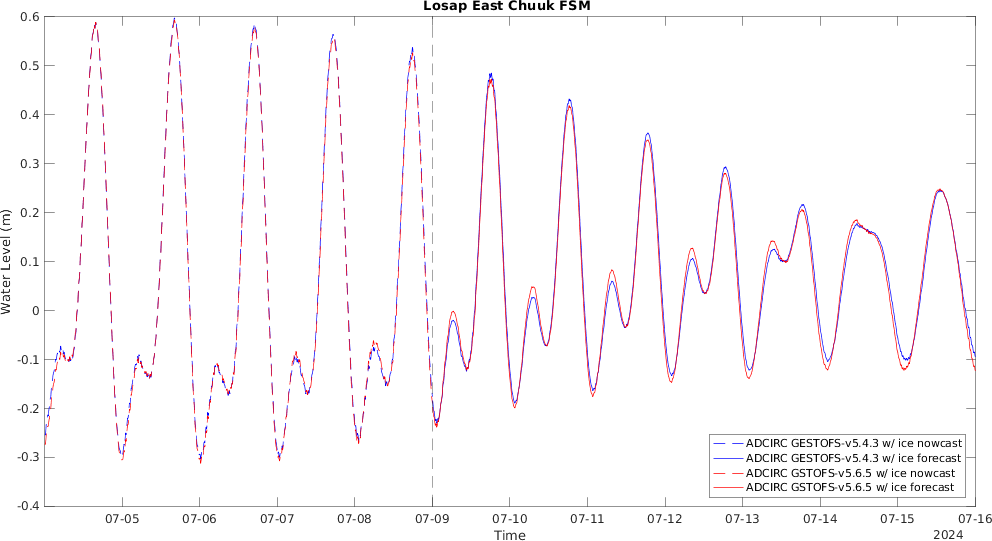 Losap East Chuuk FSM
0.6
0.5
0.4
0.3
0.2
0.1
0
-0.1
-0.2
-0.3
-0.4
Water Level (m)
ADCIRC GESTOFS-v5.4.3 w/ ice nowcast
ADCIRC GESTOFS-v5.4.3 w/ ice forecast
ADCIRC GSTOFS-v5.6.5 w/ ice nowcast
ADCIRC GSTOFS-v5.6.5 w/ ice forecast
07-05 07-06 07-07 07-08 07-09 07-10 07-11 07-12 07-13 07-14 07-15 07-16
Time
2024